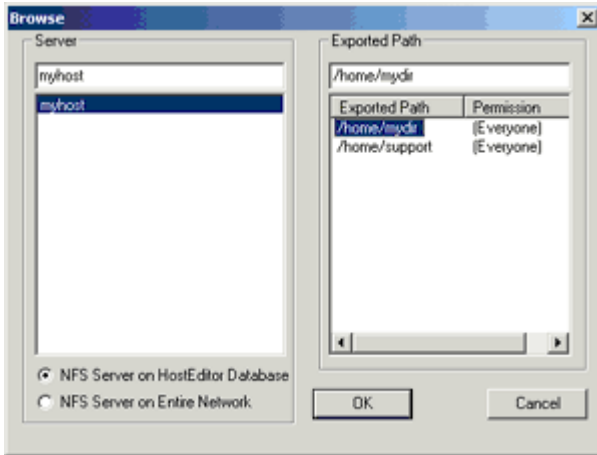 Browse
Server
myhost
myhost
NFS Server on HostEditor Database
NFS Server on Entire Network
Exported Path
/home/mydir
Exported Path Permission
/home/mydir (Everyone)
/home/support (Everyone)
OK Cancel